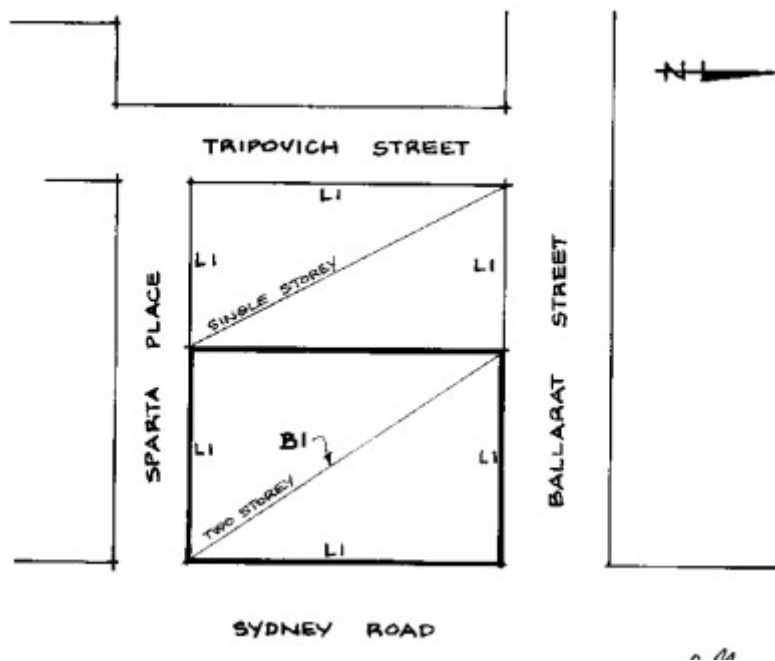 N
TRIPOVICH STREET
L1
L1
L1
SINGLE STOREY
SPARTA PLACE
BALLARAT STREET
L1
B1
L1
TWO STOREY
L1
SYDNEY ROAD